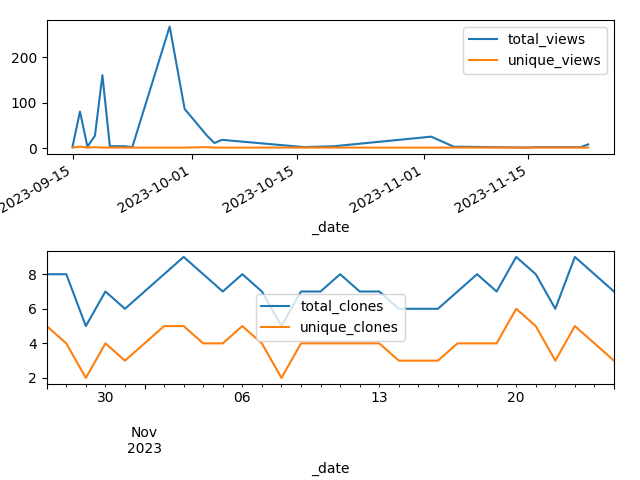 200
100
0
total_views
unique_views
2023-09-15
2023-10-01
2023-10-15
2023-11-01
2023-11-15
_date
8
6
4
2
total_clones
unique_clones
30
06
13
20
Nov
2023
_date